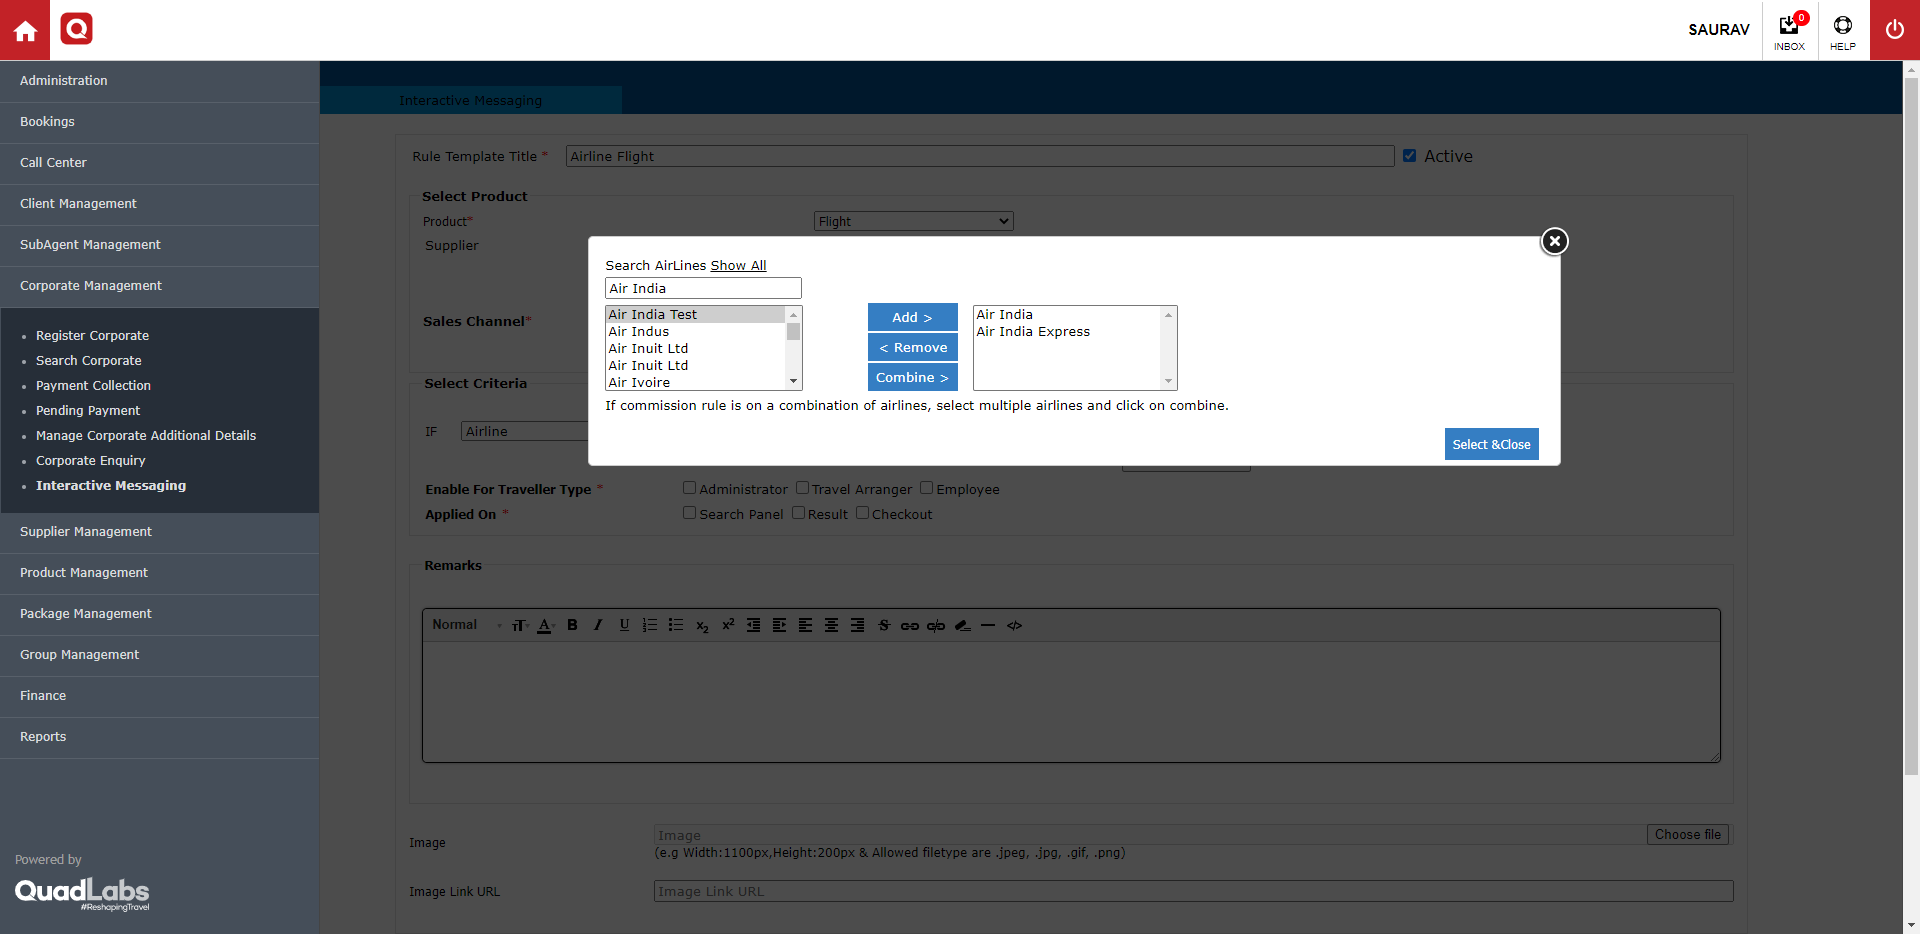 SAURAV
0
INBOX
HELP
Administration
Bookings
Call Center
Client Management
SubAgent Management
Corporate Management
Register Corporate
Search Corporate
Payment Collection
Pending Payment
Manage Corporate Additional Details
Corporate Enquiry
Interactive Messaging
Supplier Management
Product Management
Package Management
Group Management
Finance
Reports
Powered by
QuadLabs
#ReshapingTravel
Interactive Messaging
Rule Template Title * Airline Flight Active
Select Product
Product* Flight
Supplier
Sales Channel*
Search AirLines Show All
Air India
Air India Test
Air Indus
Air Inuit Ltd
Air Inuit Ltd
Air Ivoire
Add >
< Remove
Combine >
Air India
Air India Express
If commission rule is on a combination of airlines, select multiple airlines and click on combine.
Select &Close
Select Criteria
IF Airline
Enable For Traveller Type * Administrator Travel Arranger Employee
Applied On * Search Panel Result Checkout
Remarks
Normal
Image Image Choose file
(e.g Width:1100px,Height:200px & Allowed filetype are .jpeg, .jpg, .gif, .png)
Image Link URL Image Link URL